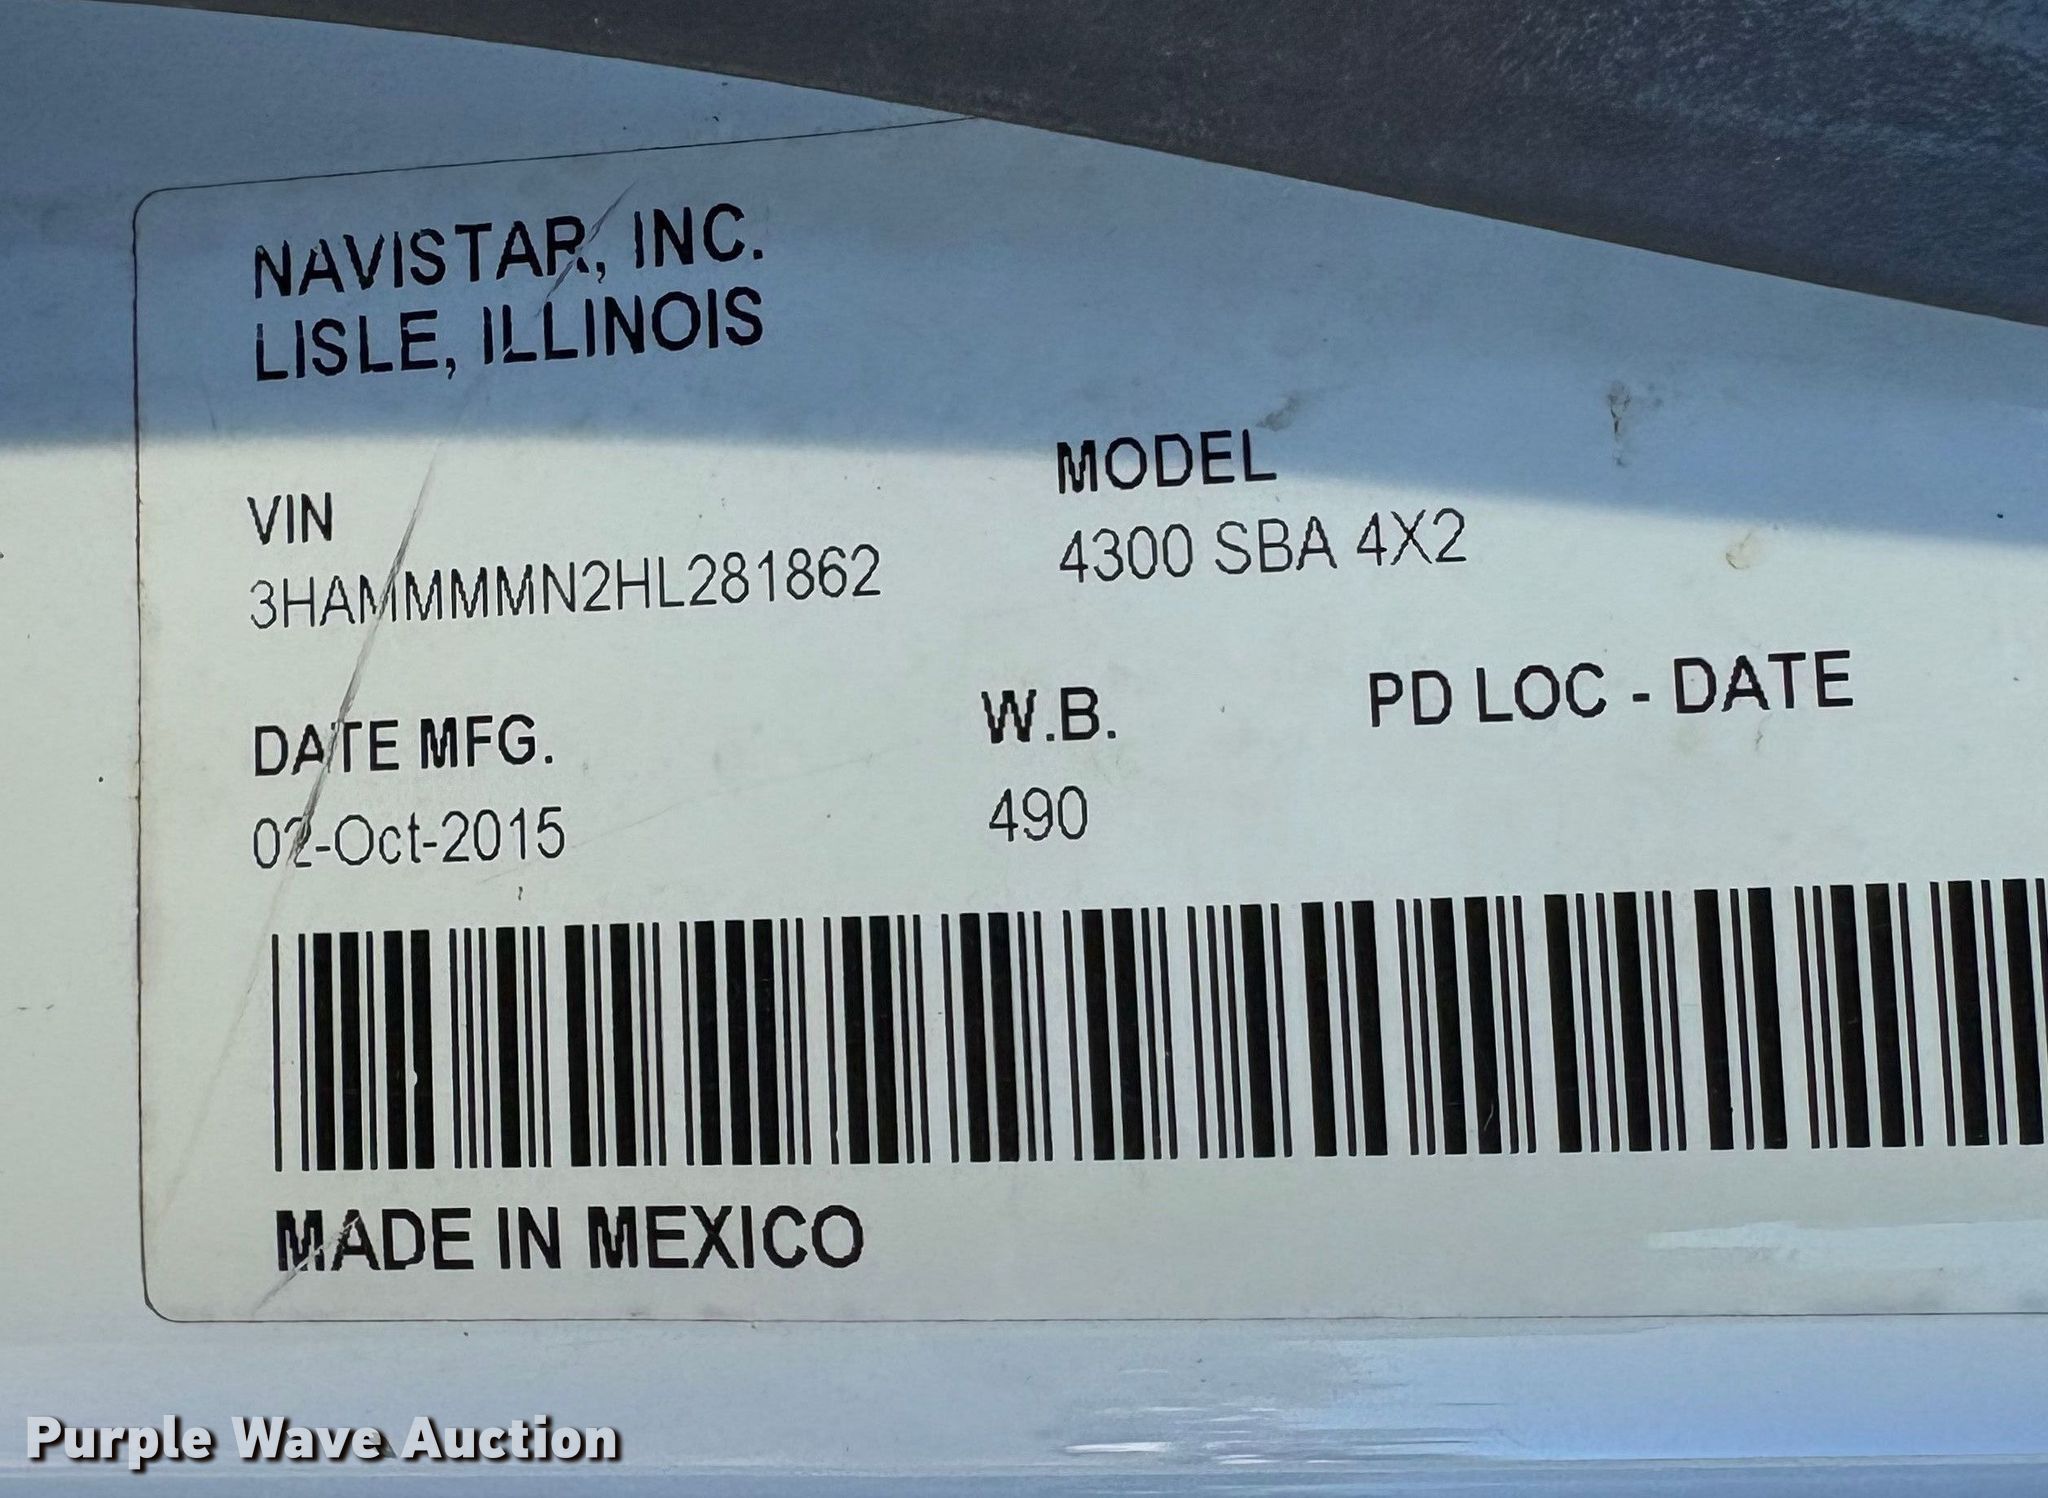 NAVISTAR, INC.
LISLE, ILLINOIS
VIN
3HAMMMMN2HL281862
MODEL
4300 SBA 4X2
DATE MFG.
02-Oct-2015
W.B.
490
PD LOC - DATE
MADE IN MEXICO
Purple Wave Auction